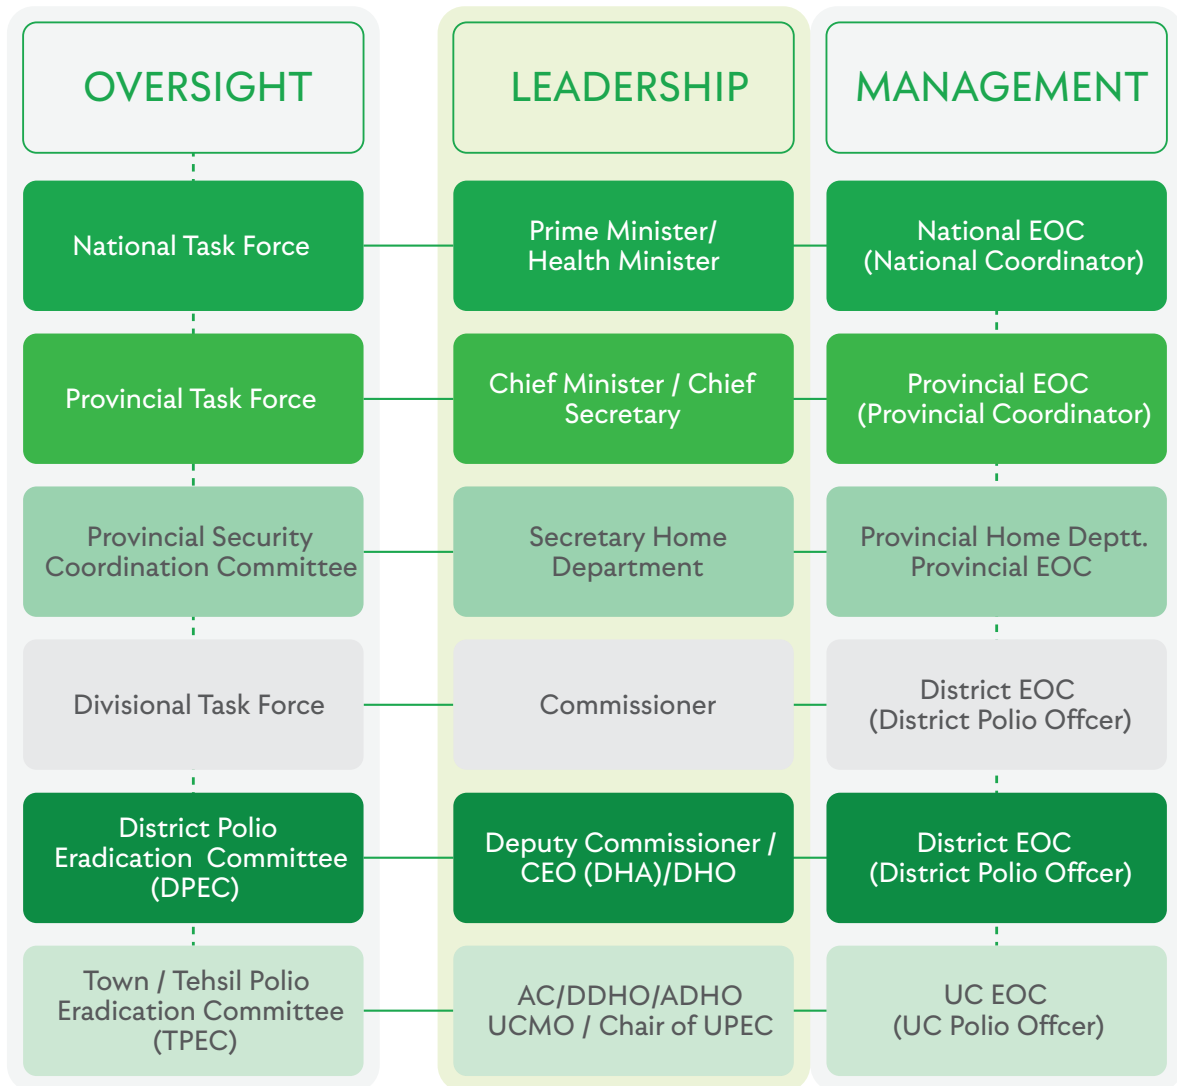 OVERSIGHT
LEADERSHIP
MANAGEMENT
National Task Force
Prime Minister/
Health Minister
National EOC
(National Coordinator)
Provincial Task Force
Chief Minister / Chief
Secretary
Provincial EOC
(Provincial Coordinator)
Provincial Security
Coordination Committee
Secretary Home
Department
Provincial Home Deptt.
Provincial EOC
Divisional Task Force
Commissioner
District EOC
(District Polio Offcer)
District Polio
Eradication Committee
(DPEC)
Deputy Commissioner /
CEO (DHA)/DHO
District EOC
(District Polio Offcer)
Town / Tehsil Polio
Eradication Committee
(TPEC)
AC/DDHO/ADHO
UCMO / Chair of UPEC
UC EOC
(UC Polio Offcer)